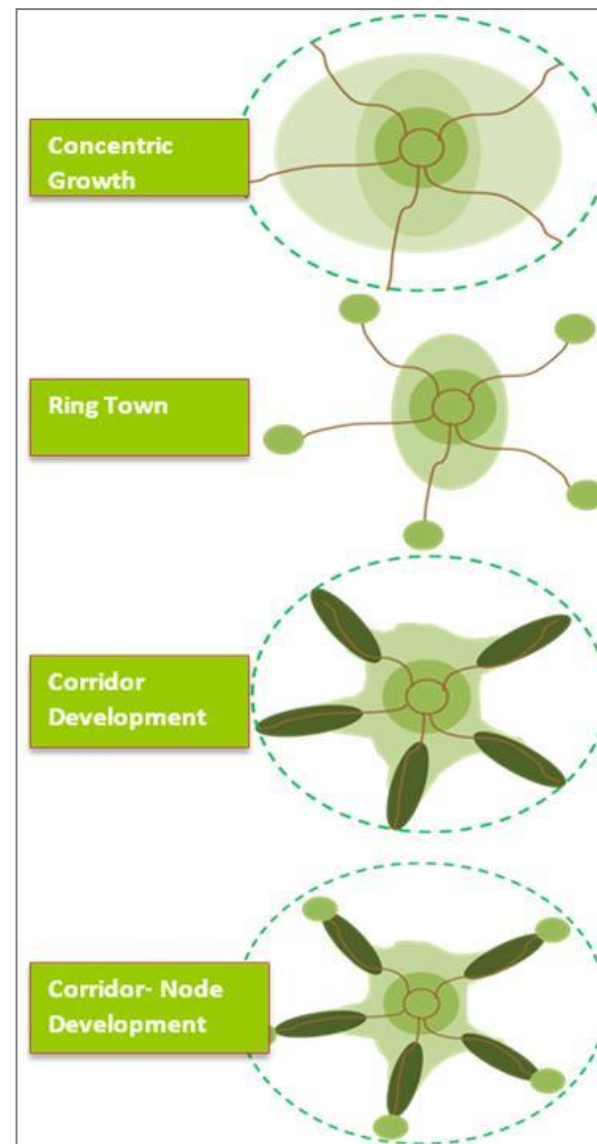 Concentric
Growth
Ring Town
Corridor
Development
Corridor- Node
Development